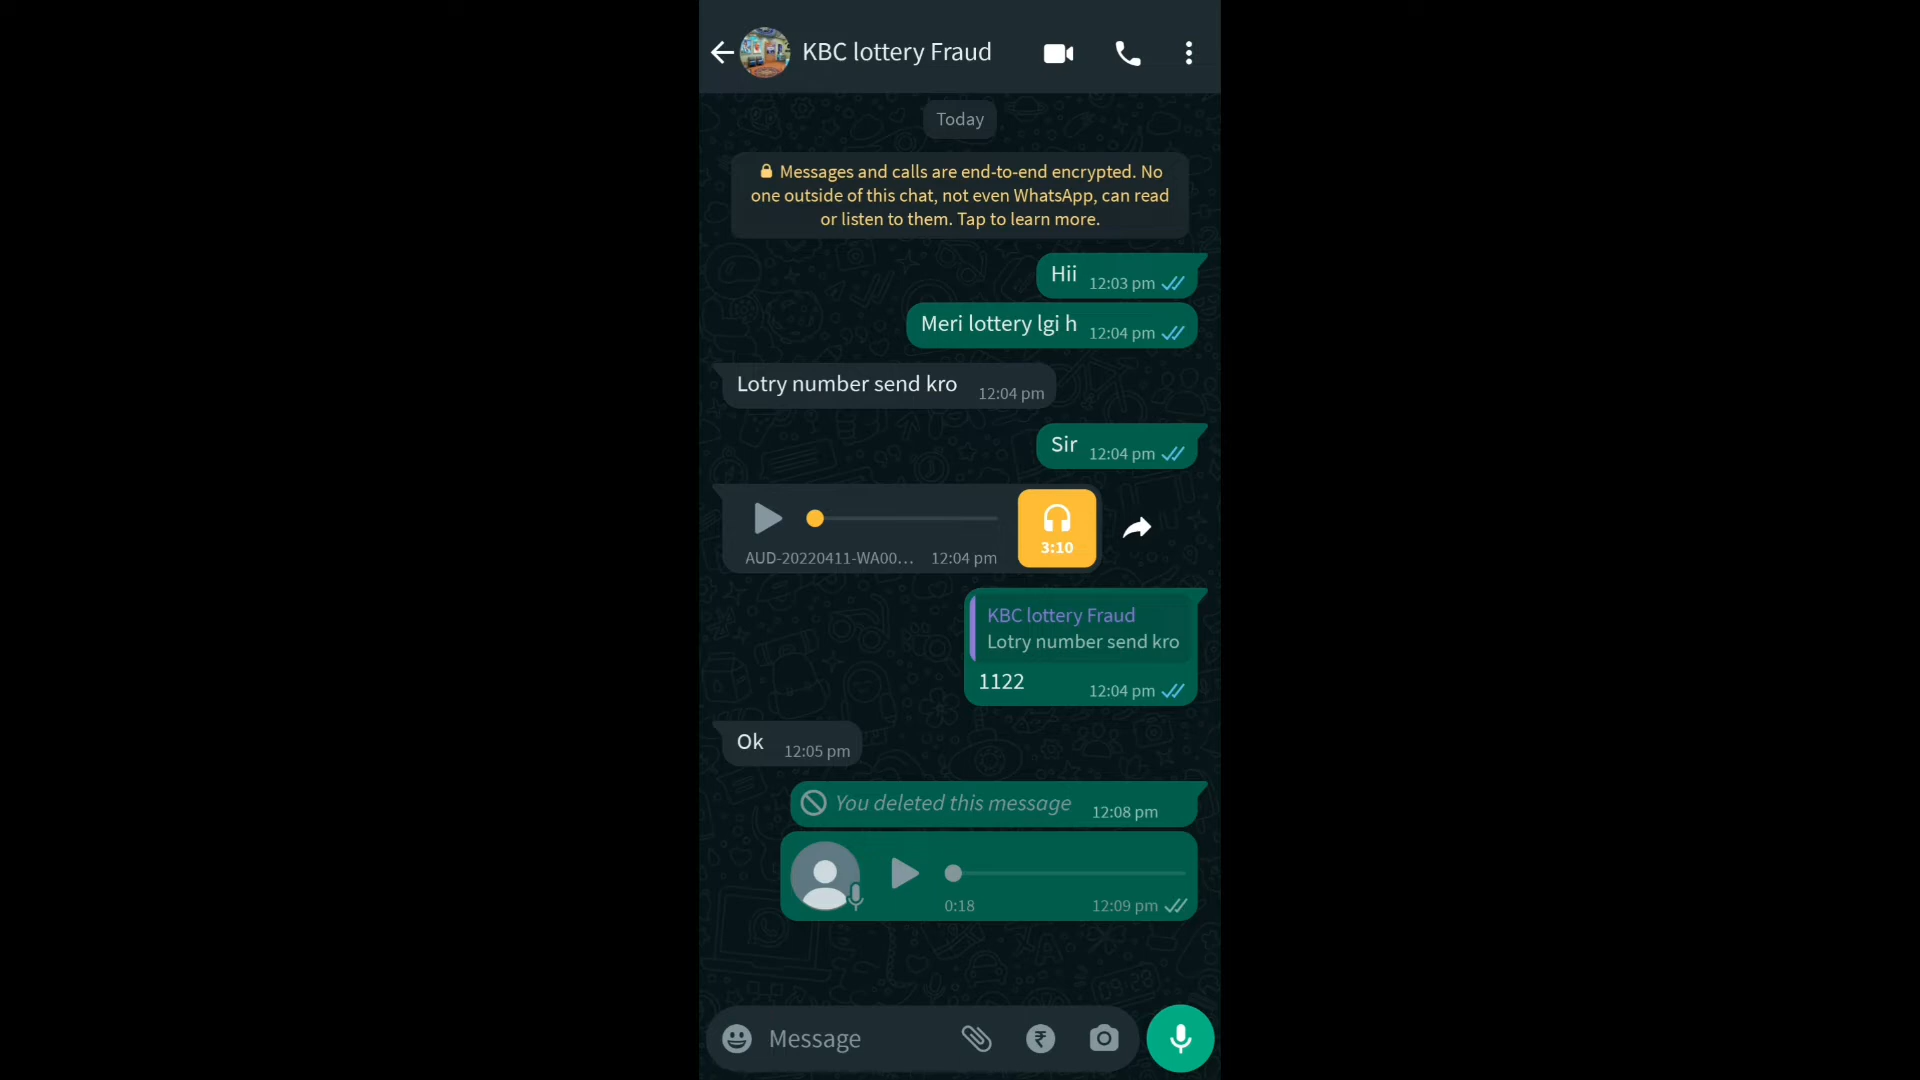 KBC lottery Fraud
Today
Messages and calls are end-to-end encrypted. No
one outside of this chat, not even WhatsApp, can read
or listen to them. Tap to learn more.
Hii 12:03 pm
Meri lottery lgi h 12:04 pm
Lotry number send kro 12:04 pm
Sir 12:04 pm
3:10
AUD-20220411-WA00... 12:04 pm
KBC lottery Fraud
Lotry number send kro
1122 12:04 pm
Ok 12:05 pm
You deleted this message 12:08 pm
0:18 12:09 pm
Message